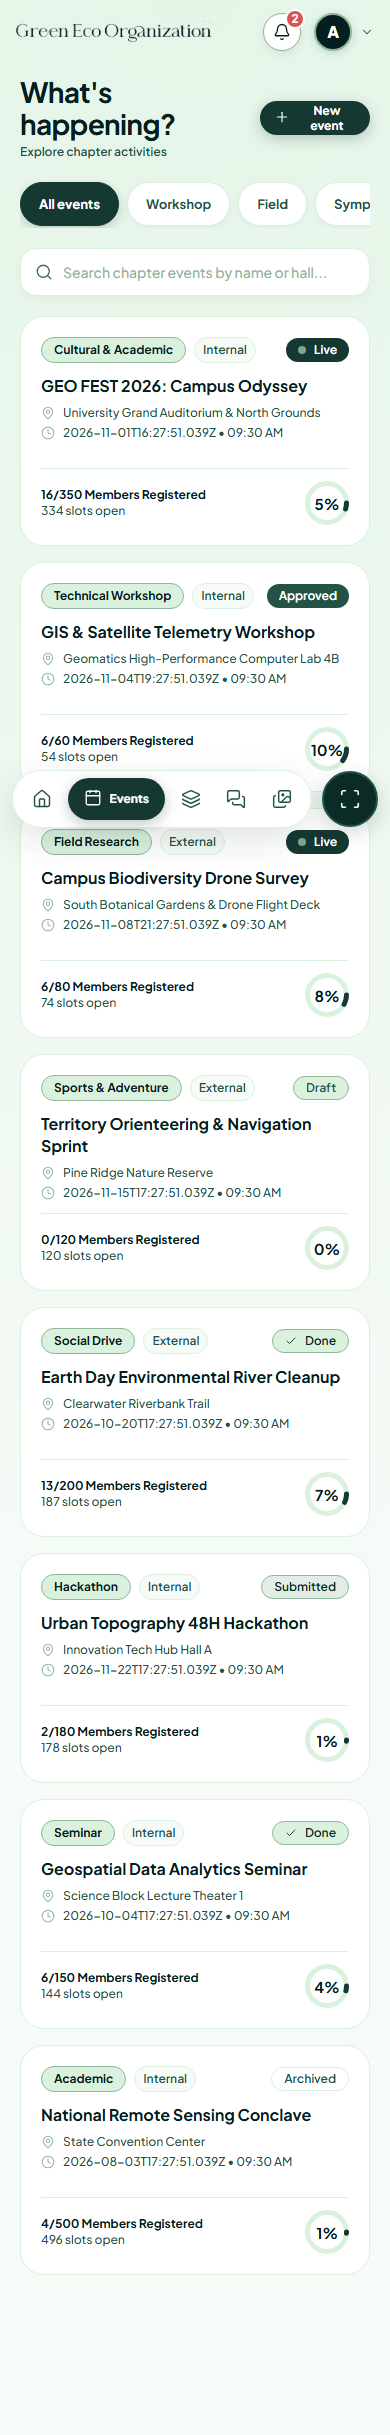 Green Eco Organization
2
A
What's
happening?
Explore chapter activities
+ New
event
All events
Workshop
Field
Symp
Search chapter events by name or hall...
Cultural & Academic
Internal
Live
GEO FEST 2026: Campus Odyssey
University Grand Auditorium & North Grounds
2026-11-01T16:27:51.039Z • 09:30 AM
16/350 Members Registered
334 slots open
5%
Technical Workshop
Internal
Approved
GIS & Satellite Telemetry Workshop
Geomatics High-Performance Computer Lab 4B
2026-11-04T19:27:51.039Z • 09:30 AM
6/60 Members Registered
54 slots open
10%
Events
Field Research
External
Live
Campus Biodiversity Drone Survey
South Botanical Gardens & Drone Flight Deck
2026-11-08T21:27:51.039Z • 09:30 AM
6/80 Members Registered
74 slots open
8%
Sports & Adventure
External
Draft
Territory Orienteering & Navigation
Sprint
Pine Ridge Nature Reserve
2026-11-15T17:27:51.039Z • 09:30 AM
0/120 Members Registered
120 slots open
0%
Social Drive
External
Done
Earth Day Environmental River Cleanup
Clearwater Riverbank Trail
2026-10-20T17:27:51.039Z • 09:30 AM
13/200 Members Registered
187 slots open
7%
Hackathon
Internal
Submitted
Urban Topography 48H Hackathon
Innovation Tech Hub Hall A
2026-11-22T17:27:51.039Z • 09:30 AM
2/180 Members Registered
178 slots open
1%
Seminar
Internal
Done
Geospatial Data Analytics Seminar
Science Block Lecture Theater 1
2026-10-04T17:27:51.039Z • 09:30 AM
6/150 Members Registered
144 slots open
4%
Academic
Internal
Archived
National Remote Sensing Conclave
State Convention Center
2026-08-03T17:27:51.039Z • 09:30 AM
4/500 Members Registered
496 slots open
1%